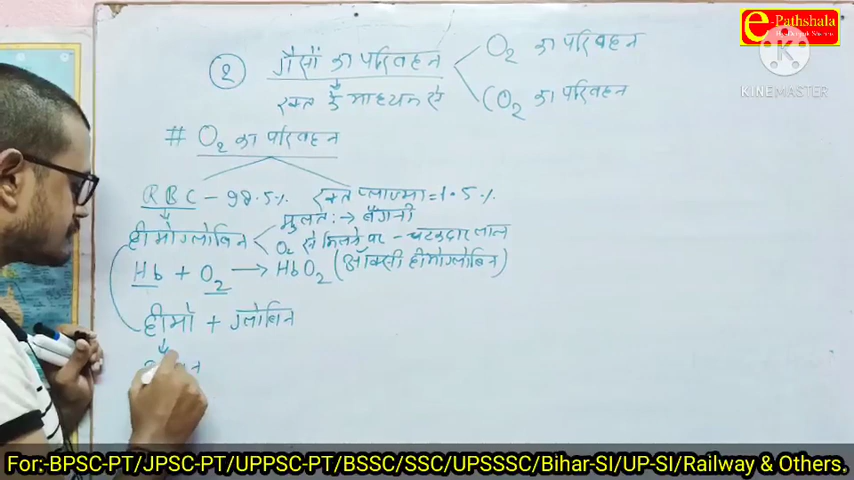 e-Pathshala
KINEMASTER
२ गैसों का परिवहन
O₂ का परिवहन
रक्त के माध्यम से
CO₂ का परिवहन
# O₂ का परिवहन
RBC - 98.5%
रक्त प्लाज्मा = 1.5%
हीमोग्लोबिन
मुलतः → बैंगनी
O₂ से मिलने पर - चटकदार लाल
Hb + O₂ → HbO₂ (ऑक्सी हीमोग्लोबिन)
हीमो + ग्लोबिन
For:-BPSC-PT/JPSC-PT/UPPSC-PT/BSSC/SSC/UPSSSC/Bihar-SI/UP-SI/Railway & Others.